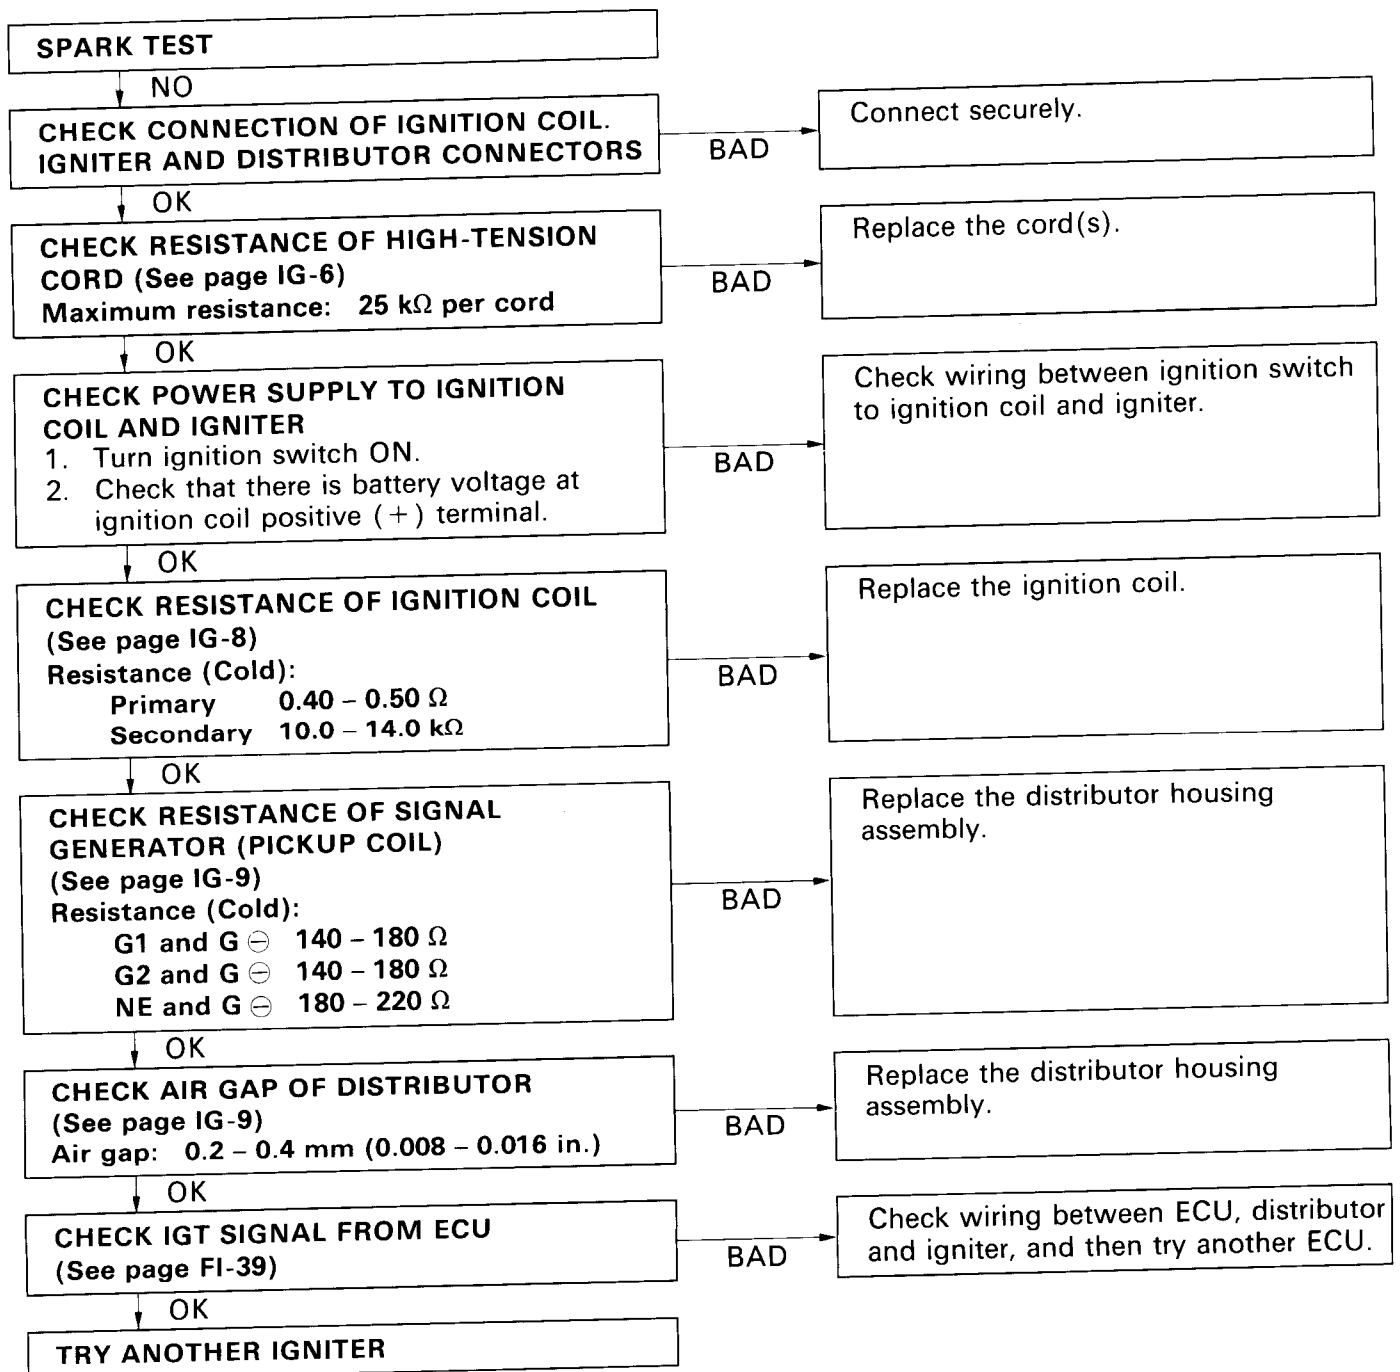 SPARK TEST
NO
CHECK CONNECTION OF IGNITION COIL.
IGNITER AND DISTRIBUTOR CONNECTORS
BAD
Connect securely.
OK
CHECK RESISTANCE OF HIGH-TENSION
CORD (See page IG-6)
Maximum resistance: 25 kΩ per cord
BAD
Replace the cord(s).
OK
CHECK POWER SUPPLY TO IGNITION
COIL AND IGNITER
1. Turn ignition switch ON.
2. Check that there is battery voltage at
ignition coil positive (+) terminal.
BAD
Check wiring between ignition switch
to ignition coil and igniter.
OK
CHECK RESISTANCE OF IGNITION COIL
(See page IG-8)
Resistance (Cold):
Primary 0.40 – 0.50 Ω
Secondary 10.0 – 14.0 kΩ
BAD
Replace the ignition coil.
OK
CHECK RESISTANCE OF SIGNAL
GENERATOR (PICKUP COIL)
(See page IG-9)
Resistance (Cold):
G1 and G ⊖ 140 – 180 Ω
G2 and G ⊖ 140 – 180 Ω
NE and G ⊖ 180 – 220 Ω
BAD
Replace the distributor housing
assembly.
OK
CHECK AIR GAP OF DISTRIBUTOR
(See page IG-9)
Air gap: 0.2 – 0.4 mm (0.008 – 0.016 in.)
BAD
Replace the distributor housing
assembly.
OK
CHECK IGT SIGNAL FROM ECU
(See page FI-39)
BAD
Check wiring between ECU, distributor
and igniter, and then try another ECU.
OK
TRY ANOTHER IGNITER